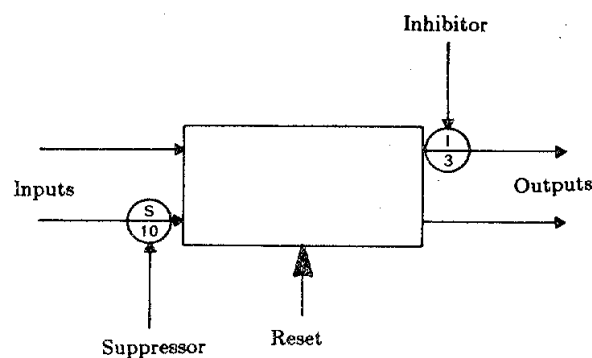 Inhibitor
I
3
Inputs
Outputs
S
10
Suppressor
Reset